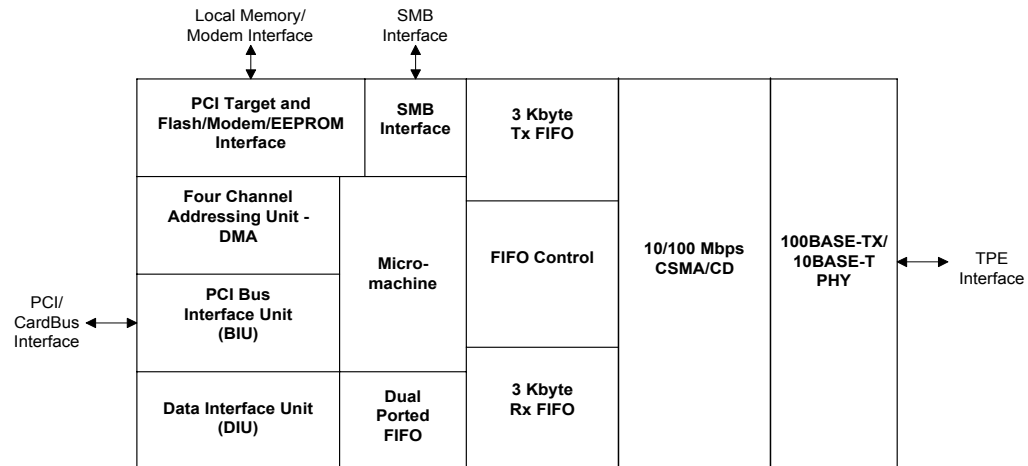 Local Memory/
Modem Interface
SMB
Interface
PCI Target and
Flash/Modem/EEPROM
Interface
SMB
Interface
3 Kbyte
Tx FIFO
Four Channel
Addressing Unit -
DMA
Micro-
machine
FIFO Control
10/100 Mbps
CSMA/CD
100BASE-TX/
10BASE-T
PHY
TPE
Interface
PCI/
CardBus
Interface
PCI Bus
Interface Unit
(BIU)
Data Interface Unit
(DIU)
Dual
Ported
FIFO
3 Kbyte
Rx FIFO